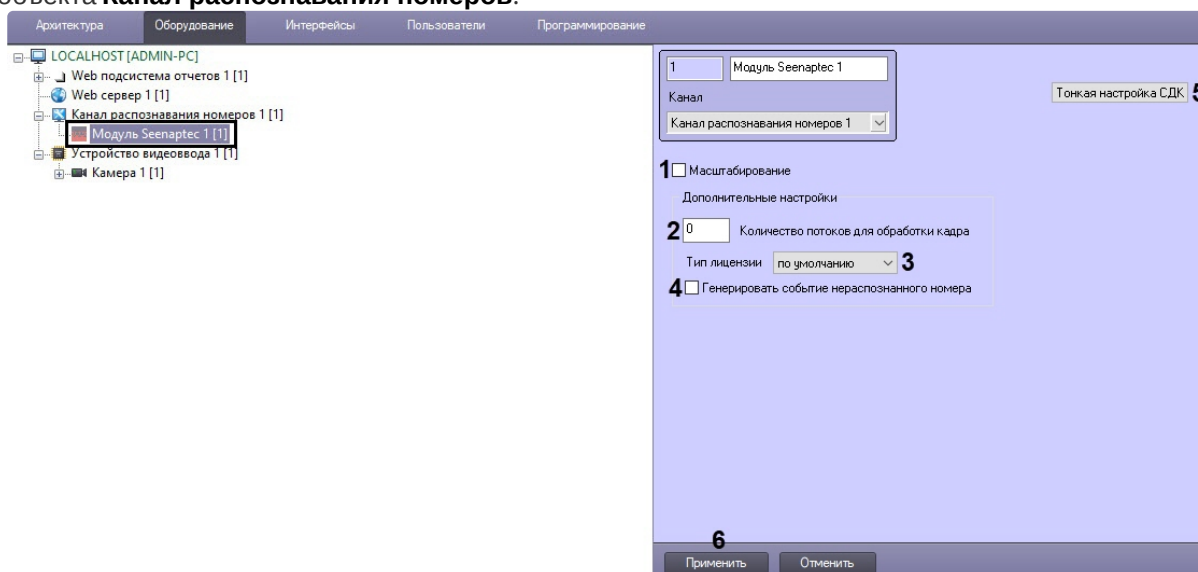 объекта Канал распознавания номеров.
Архитектура Оборудование Интерфейсы Пользователи Программирование
LOCALHOST [ADMIN-PC]
Web подсистема отчетов 1 [1]
Web сервер 1 [1]
Канал распознавания номеров 1 [1]
Модуль Seenaptec 1 [1]
Устройство видеоввода 1 [1]
Камера 1 [1]
1 Модуль Seenaptec 1
Канал
Канал распознавания номеров 1
Тонкая настройка СДК 5
1 Масштабирование
Дополнительные настройки
2 0 Количество потоков для обработки кадра
Тип лицензии по умолчанию 3
4 Генерировать событие нераспознанного номера
6
Применить Отменить